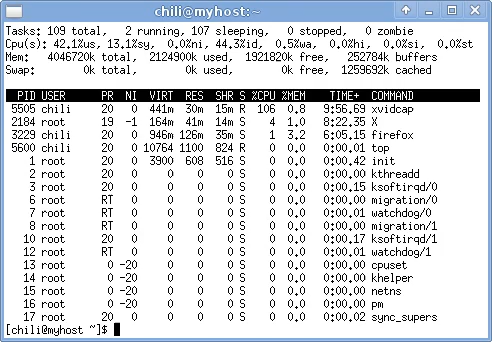 chili@myhost:~
Tasks: 109 total,   2 running, 107 sleeping,   0 stopped,   0 zombie
Cpu(s): 42.1%us, 13.1%sy,  0.0%ni, 44.3%id,  0.5%wa,  0.0%hi,  0.0%si,  0.0%st
Mem:   4046720k total,  2124900k used,  1921820k free,   252784k buffers
Swap:        0k total,        0k used,        0k free,  1259692k cached
PID USER      PR  NI  VIRT  RES  SHR S %CPU %MEM    TIME+  COMMAND
5505 chili     20   0  441m  30m  15m R  106  0.8   9:56.69 xvidcap
2184 root      19  -1  164m  41m  14m S    4  1.0   8:22.35 X
3229 chili     20   0  946m 126m  35m S    1  3.2   6:05.15 firefox
5600 chili     20   0 10764 1100  824 R    0  0.0   0:00.01 top
1 root      20   0  3900  608  516 S    0  0.0   0:00.42 init
2 root      20   0     0    0    0 S    0  0.0   0:00.00 kthreadd
3 root      20   0     0    0    0 S    0  0.0   0:00.15 ksoftirqd/0
6 root      RT   0     0    0    0 S    0  0.0   0:00.00 migration/0
7 root      RT   0     0    0    0 S    0  0.0   0:00.01 watchdog/0
8 root      RT   0     0    0    0 S    0  0.0   0:00.00 migration/1
10 root      20   0     0    0    0 S    0  0.0   0:00.17 ksoftirqd/1
12 root      RT   0     0    0    0 S    0  0.0   0:00.01 watchdog/1
13 root       0 -20     0    0    0 S    0  0.0   0:00.00 cpuset
14 root       0 -20     0    0    0 S    0  0.0   0:00.00 khelper
15 root       0 -20     0    0    0 S    0  0.0   0:00.00 netns
16 root       0 -20     0    0    0 S    0  0.0   0:00.00 pm
17 root      20   0     0    0    0 S    0  0.0   0:00.02 sync_supers
[chili@myhost ~]$